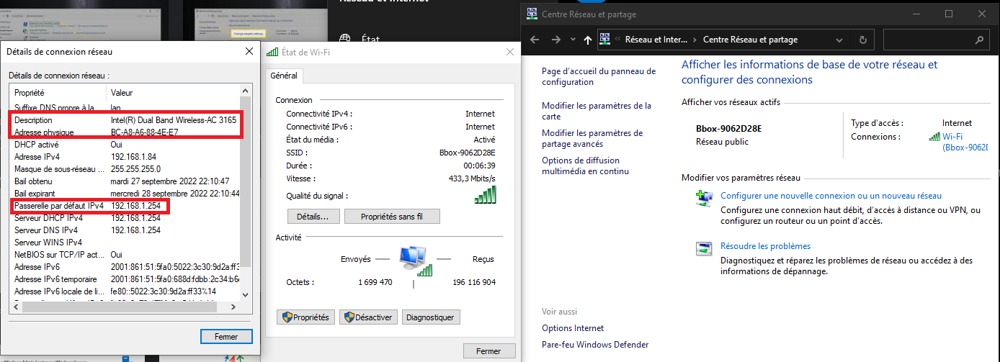 Réseau et Internet
État
Change adapter settings
Détails de connexion réseau
Détails de connexion réseau :
Propriété Valeur
Suffixe DNS propre à la lan
Description Intel(R) Dual Band Wireless-AC 3165
Adresse physique BC-A8-A6-88-4E-E7
DHCP activé Oui
Adresse IPv4 192.168.1.84
Masque de sous-réseau ... 255.255.255.0
Bail obtenu mardi 27 septembre 2022 22:10:47
Bail expirant mercredi 28 septembre 2022 22:10:44
Passerelle par défaut IPv4 192.168.1.254
Serveur DHCP IPv4 192.168.1.254
Serveur DNS IPv4 192.168.1.254
Serveur WINS IPv4
NetBIOS sur TCP/IP act... Oui
Adresse IPv6 2001:861:51:5fa0:5022:3c30:9d2a:ff3
Adresse IPv6 temporaire 2001:861:51:5fa0:688d:fdbb:2c34:b6
Adresse IPv6 locale de li... fe80::5022:3c30:9d2a:ff33%14
Fermer
État de Wi-Fi
Général
Connexion
Connectivité IPv4 : Internet
Connectivité IPv6 : Internet
État du média : Activé
SSID : Bbox-9062D28E
Durée : 00:06:39
Vitesse : 433,3 Mbits/s
Qualité du signal :
Détails... Propriétés sans fil
Activité
Envoyés Reçus
Octets : 1 699 470 196 116 904
Propriétés Désactiver Diagnostiquer
Fermer
Centre Réseau et partage
Réseau et Inter... Centre Réseau et partage
Page d'accueil du panneau de
configuration
Modifier les paramètres de la
carte
Modifier les paramètres de
partage avancés
Options de diffusion
multimédia en continu
Voir aussi
Options Internet
Pare-feu Windows Defender
Afficher les informations de base de votre réseau et
configurer des connexions
Afficher vos réseaux actifs
Bbox-9062D28E
Réseau public
Type d'accès : Internet
Connexions : Wi-Fi
(Bbox-9062D
Modifier vos paramètres réseau
Configurer une nouvelle connexion ou un nouveau réseau
Configurez une connexion haut débit, d'accès à distance ou VPN, ou
configurez un routeur ou un point d'accès.
Résoudre les problèmes
Diagnostiquez et réparez les problèmes de réseau ou accédez à des
informations de dépannage.